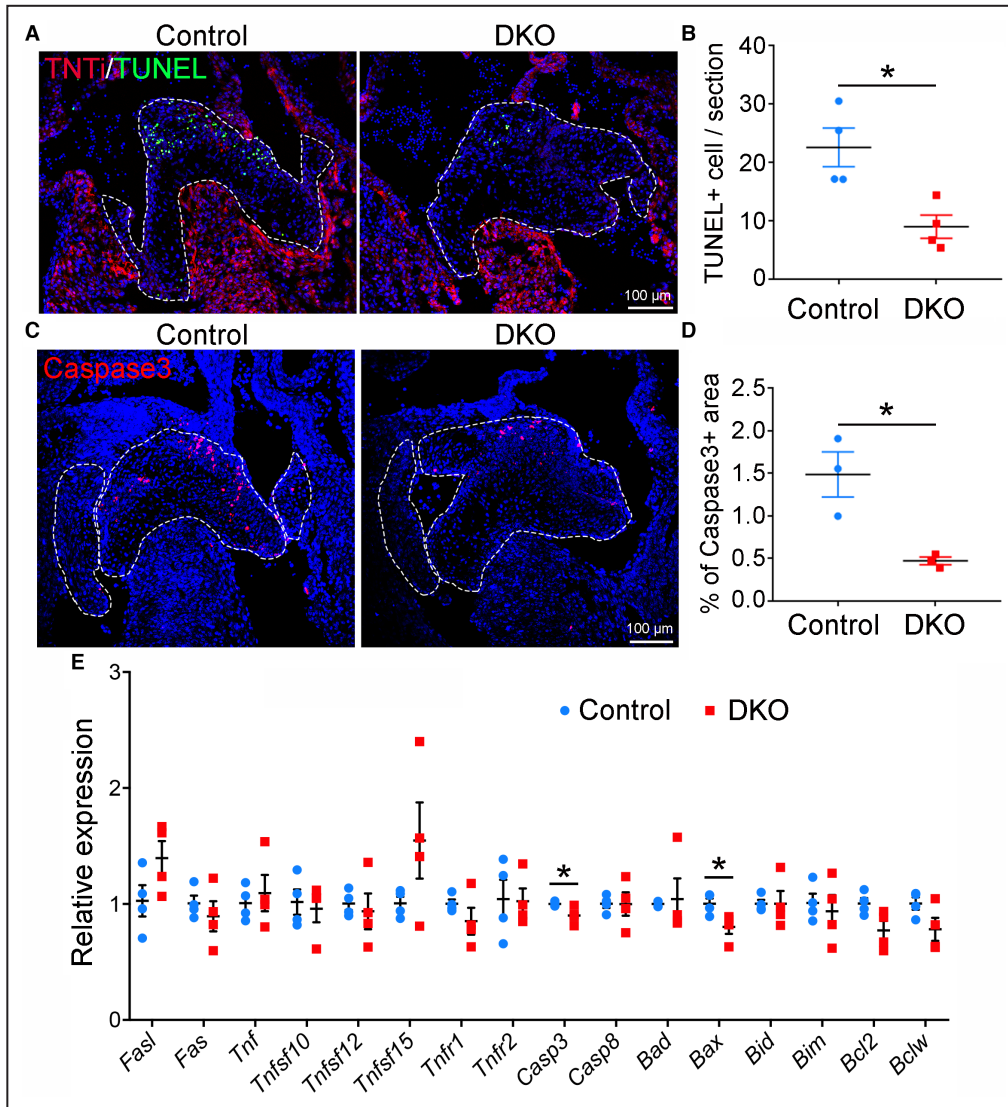 A
Control
DKO
TNTi/TUNEL
100 µm
B
TUNEL+ cell / section
40
30
20
10
0
*
Control
DKO
C
Control
DKO
Caspase3
100 µm
D
% of Caspase3+ area
2.5
2.0
1.5
1.0
0.5
0.0
*
Control
DKO
E
Relative expression
3
2
1
0
Control
DKO
*
*
Fasl
Fas
Tnf
Tnfsf10
Tnfsf12
Tnfsf15
Tnfr1
Tnfr2
Casp3
Casp8
Bad
Bax
Bid
Bim
Bcl2
Bclw